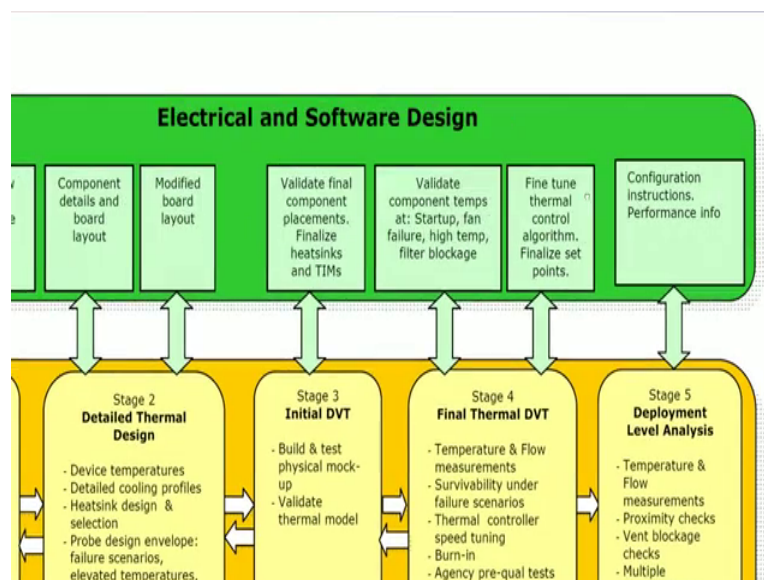 Electrical and Software Design
Component
details and
board
layout
Modified
board
layout
Validate final
component
placements.
Finalize
heatsinks
and TIMs
Validate
component temps
at: Startup, fan
failure, high temp,
filter blockage
Fine tune
thermal
control
algorithm.
Finalize set
points.
Configuration
instructions.
Performance info
Stage 2
Detailed Thermal
Design
- Device temperatures
- Detailed cooling profiles
- Heatsink design &
selection
- Probe design envelope:
failure scenarios,
elevated temperatures,
Stage 3
Initial DVT
- Build & test
physical mock-
up
- Validate
thermal model
Stage 4
Final Thermal DVT
- Temperature & Flow
measurements
- Survivability under
failure scenarios
- Thermal controller
speed tuning
- Burn-in
- Agency pre-qual tests
Stage 5
Deployment
Level Analysis
- Temperature &
Flow
measurements
- Proximity checks
- Vent blockage
checks
- Multiple